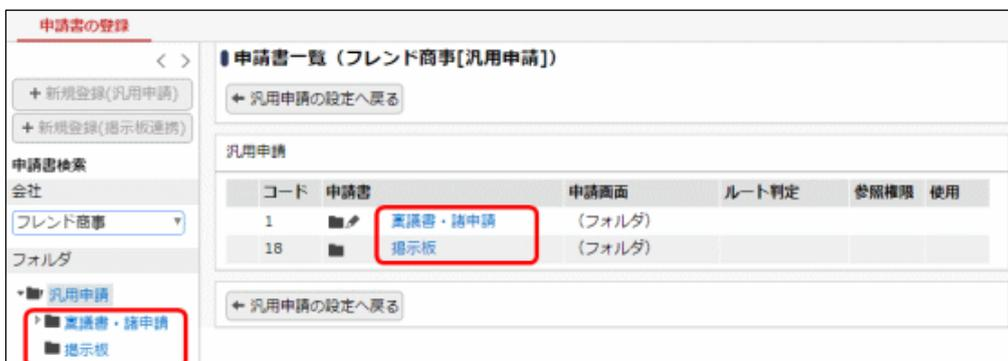 申請書の登録
< >
+ 新規登録(汎用申請)
+ 新規登録(掲示板連携)
申請書検索
会社
フレンド商事
フォルダ
汎用申請
稟議書・諸申請
掲示板
申請書一覧（フレンド商事[汎用申請]）
← 汎用申請の設定へ戻る
汎用申請
コード 申請書 申請画面 ルート判定 参照権限 使用
1 稟議書・諸申請 （フォルダ）
18 掲示板 （フォルダ）
← 汎用申請の設定へ戻る